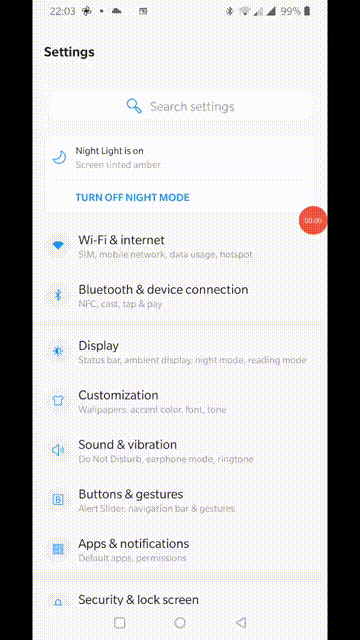 22:03 99%
Settings
Search settings
Night Light is on
Screen tinted amber
TURN OFF NIGHT MODE
00:00
Wi-Fi & internet
SIM, mobile network, data usage, hotspot
Bluetooth & device connection
NFC, cast, tap & pay
Display
Status bar, ambient display, night mode, reading mode
Customization
Wallpapers, accent color, font, tone
Sound & vibration
Do Not Disturb, earphone mode, ringtone
Buttons & gestures
Alert Slider, navigation bar & gestures
Apps & notifications
Default apps, permissions
Security & lock screen